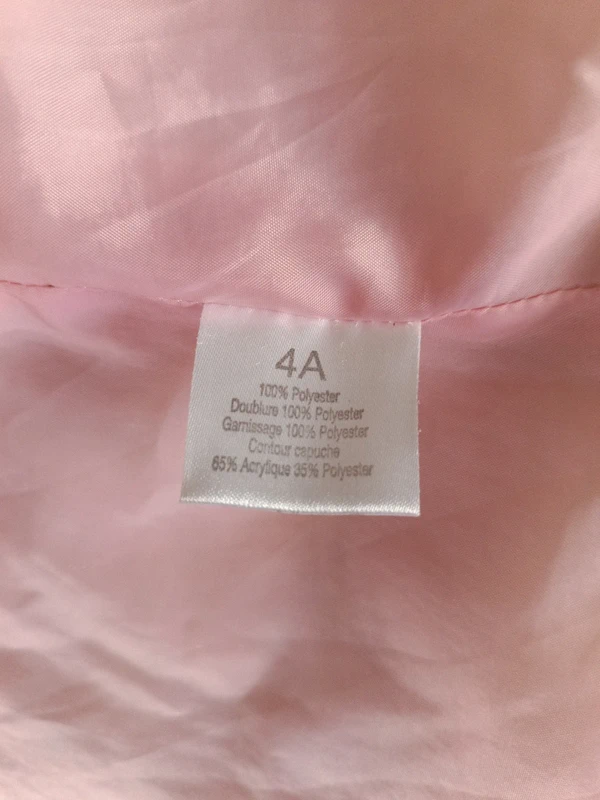 4A
100% Polyester
Doublure 100% Polyester
Garnissage 100% Polyester
Contour capuche
65% Acrylique 35% Polyester